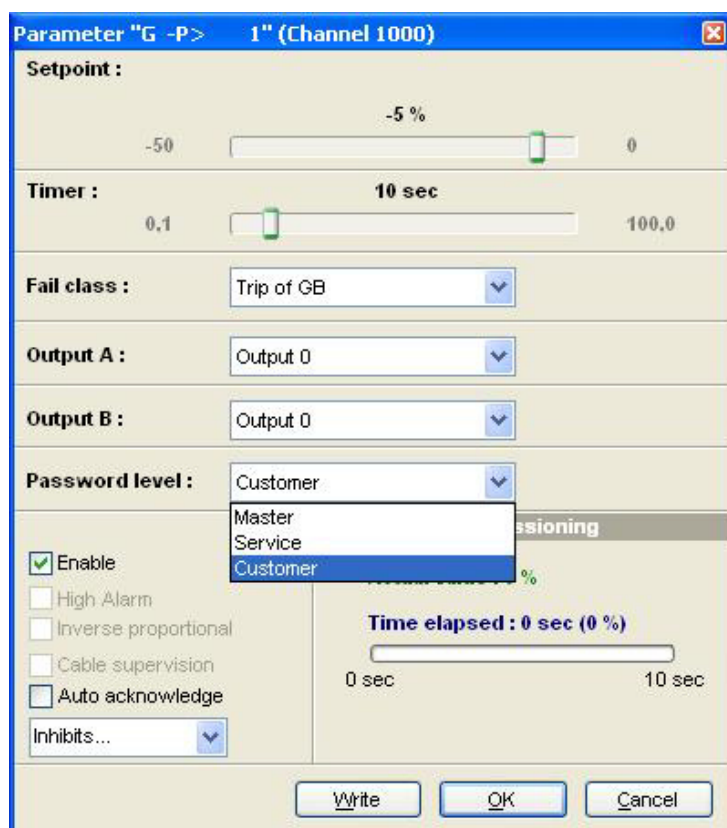 Parameter "G -P> 1" (Channel 1000)
Setpoint :
-5 %
-50 0
Timer :
10 sec
0,1 100,0
Fail class : Trip of GB
Output A : Output 0
Output B : Output 0
Password level : Customer
Master
Service
Customer
Enable
%
High Alarm
Inverse proportional
Time elapsed : 0 sec (0 %)
Cable supervision
0 sec 10 sec
Auto acknowledge
Inhibits...
Write OK Cancel